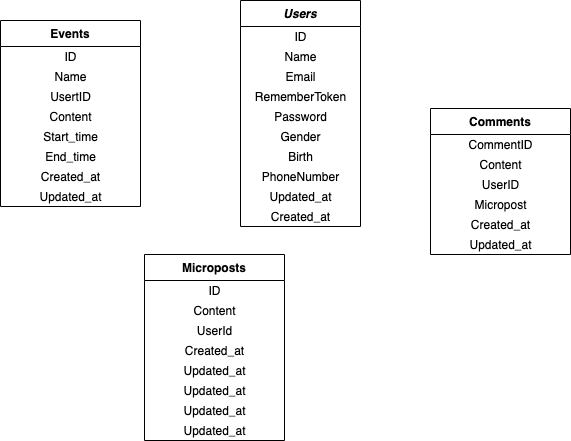 Events
ID
Name
UsertID
Content
Start_time
End_time
Created_at
Updated_at
Users
ID
Name
Email
RememberToken
Password
Gender
Birth
PhoneNumber
Updated_at
Created_at
Comments
CommentID
Content
UserID
Micropost
Created_at
Updated_at
Microposts
ID
Content
UserId
Created_at
Updated_at
Updated_at
Updated_at
Updated_at